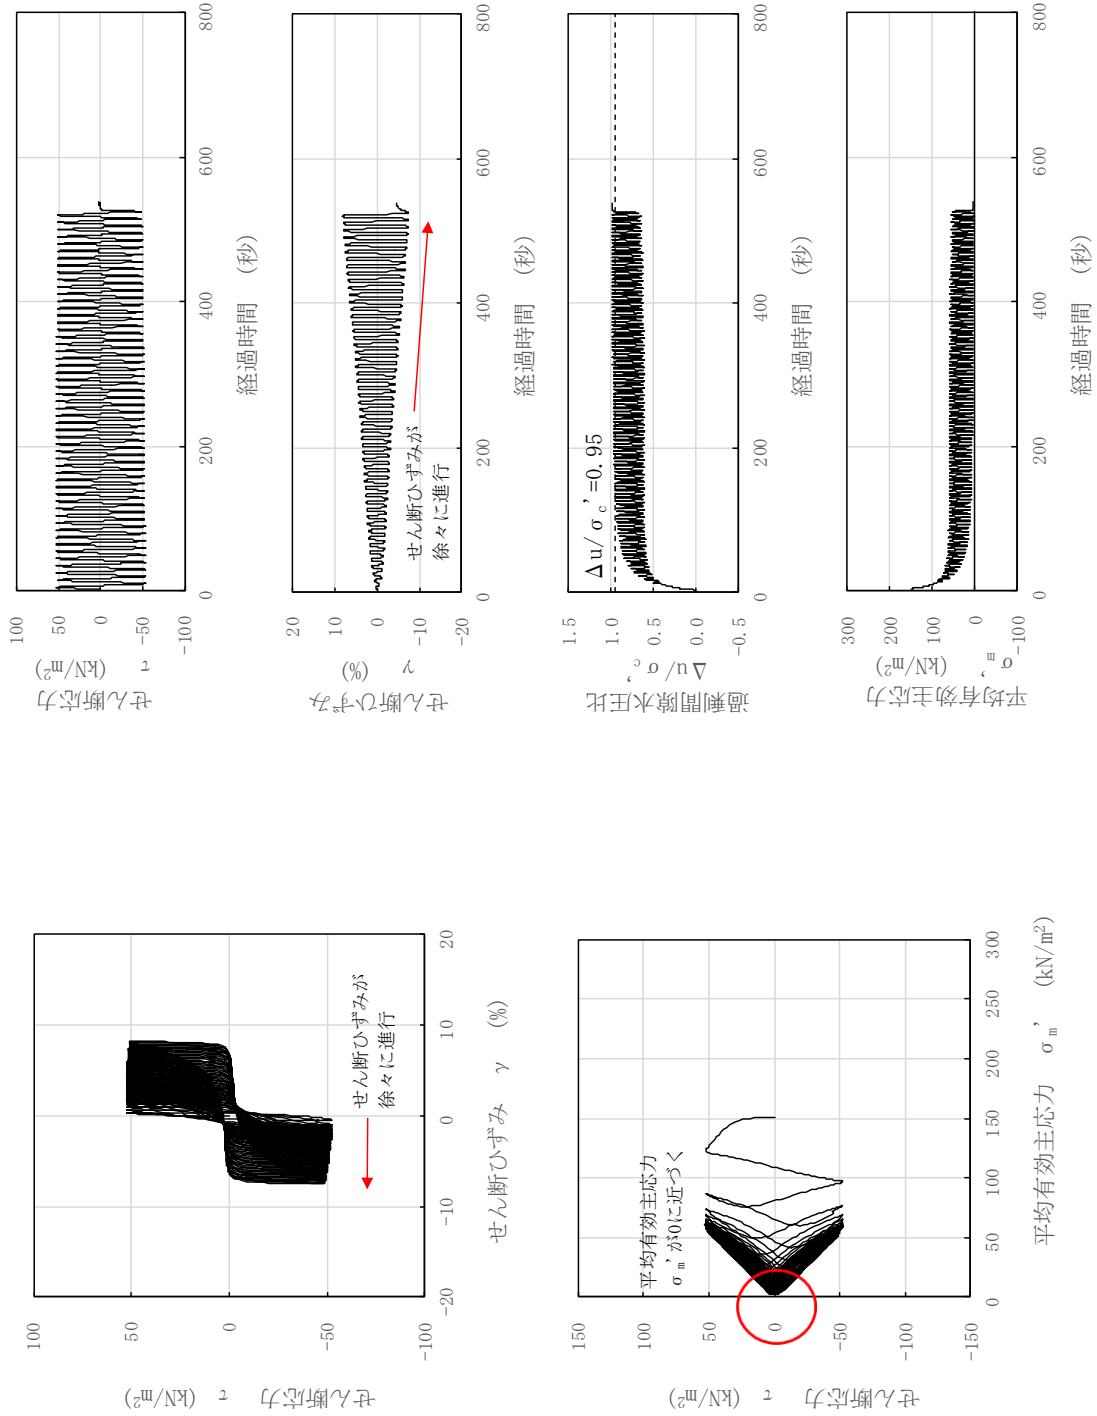 100
50
0
-50
-100
せん断応力
τ (kN/m²)
0
200
400
600
800
経過時間 (秒)
20
10
0
-10
-20
せん断ひずみ
γ (%)
せん断ひずみが
徐々に進行
0
200
400
600
800
経過時間 (秒)
1.5
1.0
0.5
0.0
-0.5
過剰間隙水圧比
Δu/σc'
Δu/σc'=0.95
0
200
400
600
800
経過時間 (秒)
300
200
100
0
-100
平均有効主応力
σm' (kN/m²)
0
200
400
600
800
経過時間 (秒)
100
50
0
-50
-100
せん断応力 τ (kN/m²)
せん断ひずみが
徐々に進行
-20
-10
0
10
20
せん断ひずみ γ (%)
150
100
50
0
-50
-100
-150
せん断応力 τ (kN/m²)
平均有効主応力
σm'が0に近づく
0
50
100
150
200
250
300
平均有効主応力 σm' (kN/m²)